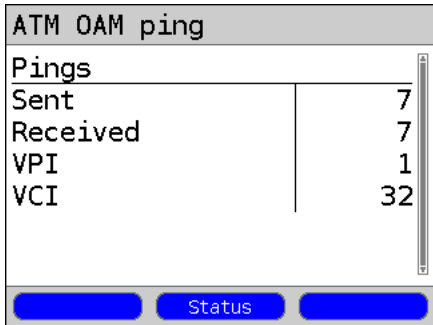 ATM OAM ping
Pings
Sent 7
Received 7
VPI 1
VCI 32
Status